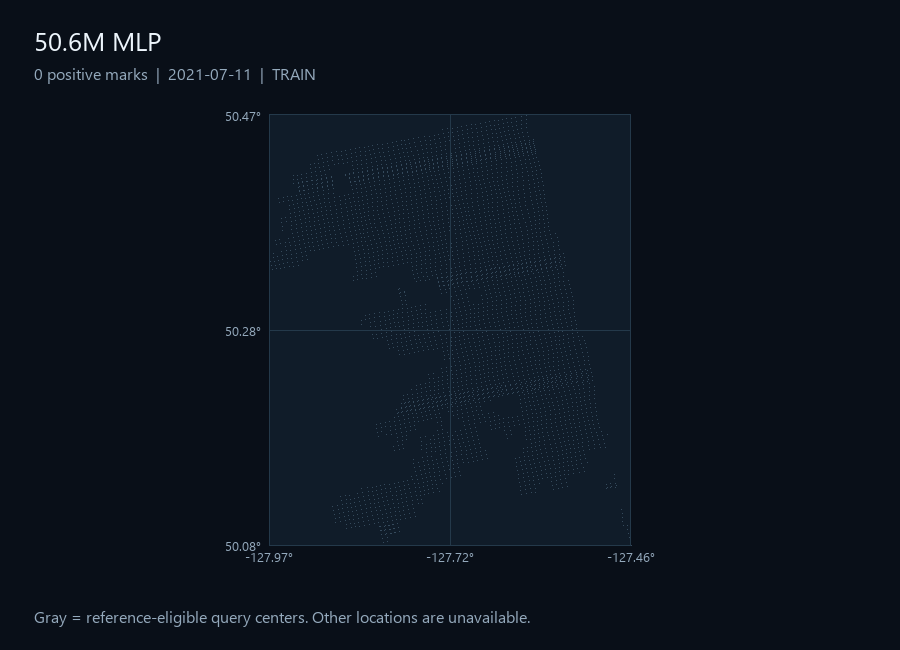 50.6M MLP
0 positive marks | 2021-07-11 | TRAIN
50.47°
50.28°
50.08°
-127.97° -127.72° -127.46°
Gray = reference-eligible query centers. Other locations are unavailable.